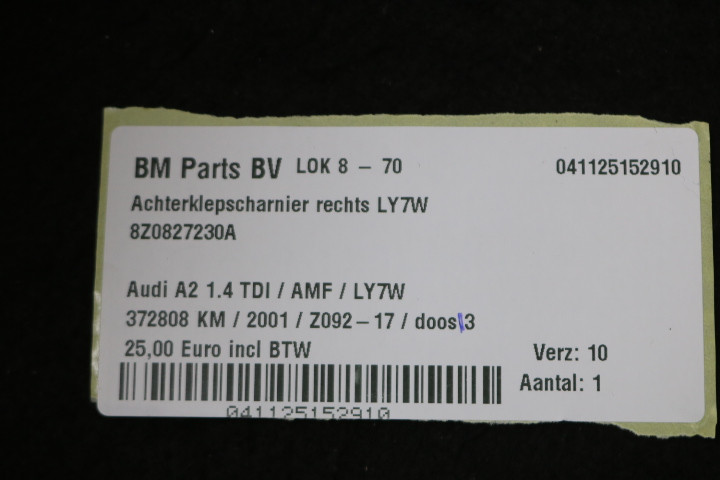 BM Parts BV LOK 8 - 70 041125152910
Achterklepscharnier rechts LY7W
8Z0827230A
Audi A2 1.4 TDI / AMF / LY7W
372808 KM / 2001 / Z092-17 / doos\3
25,00 Euro incl BTW Verz: 10
Aantal: 1
041125152910